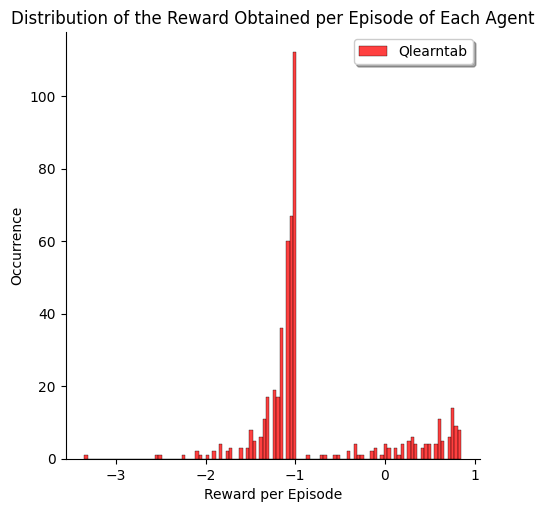 Distribution of the Reward Obtained per Episode of Each Agent
Qlearntab
Occurrence
100
80
60
40
20
0
−3
−2
−1
0
1
Reward per Episode